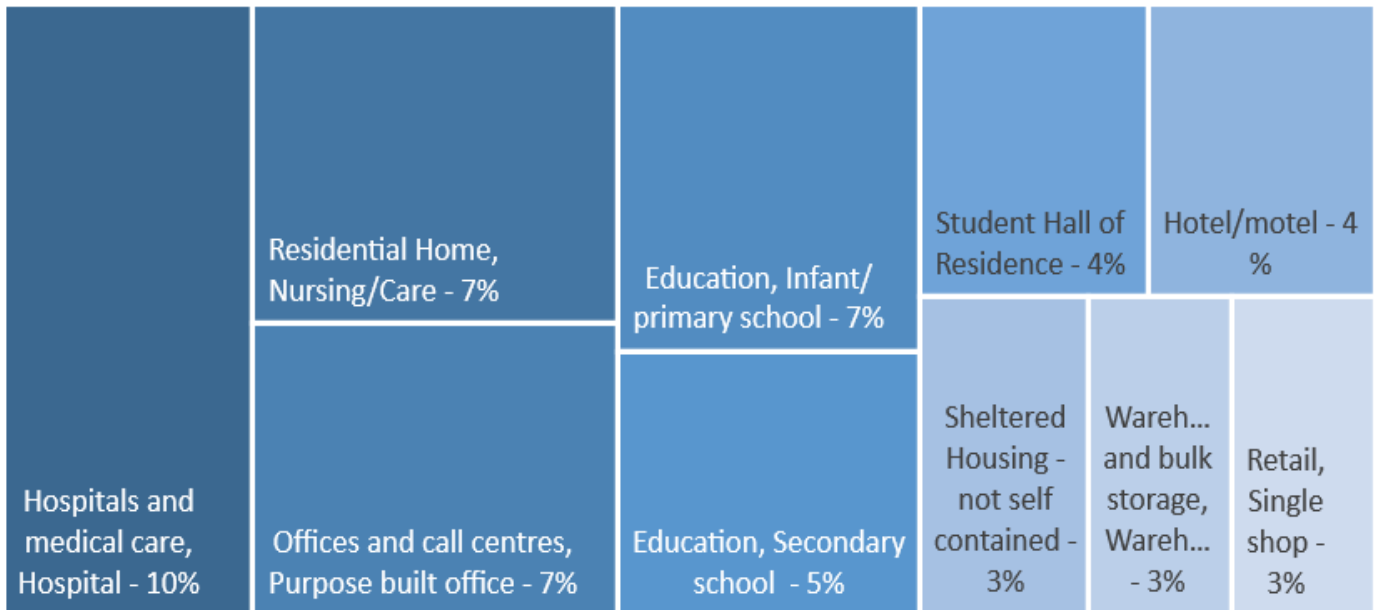 Hospitals and
medical care,
Hospital - 10%
Residential Home,
Nursing/Care - 7%
Offices and call centres,
Purpose built office - 7%
Education, Infant/
primary school - 7%
Education, Secondary
school - 5%
Student Hall of
Residence - 4%
Hotel/motel - 4
%
Sheltered
Housing -
not self
contained -
3%
Wareh...
and bulk
storage,
Wareh...
- 3%
Retail,
Single
shop -
3%